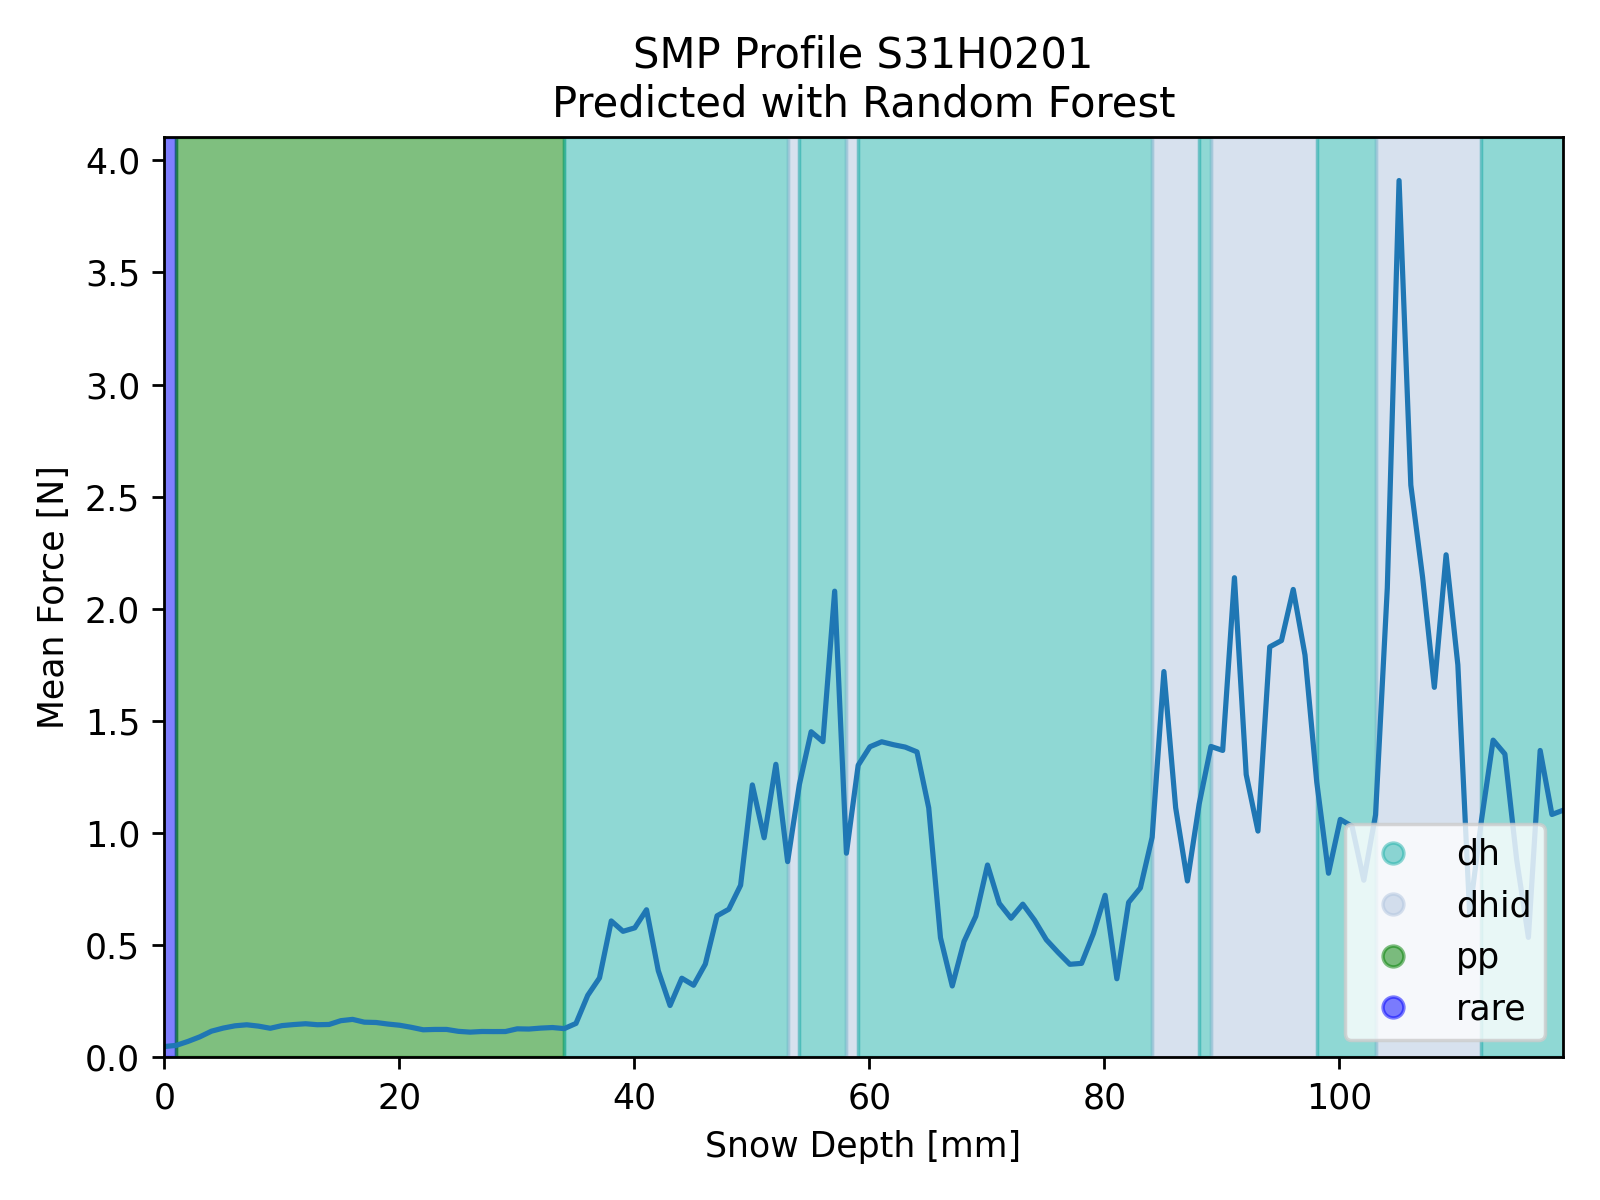 SMP Profile S31H0201
Predicted with Random Forest
Mean Force [N]
4.0
3.5
3.0
2.5
2.0
1.5
1.0
0.5
0.0
dh
dhid
pp
rare
0 20 40 60 80 100
Snow Depth [mm]